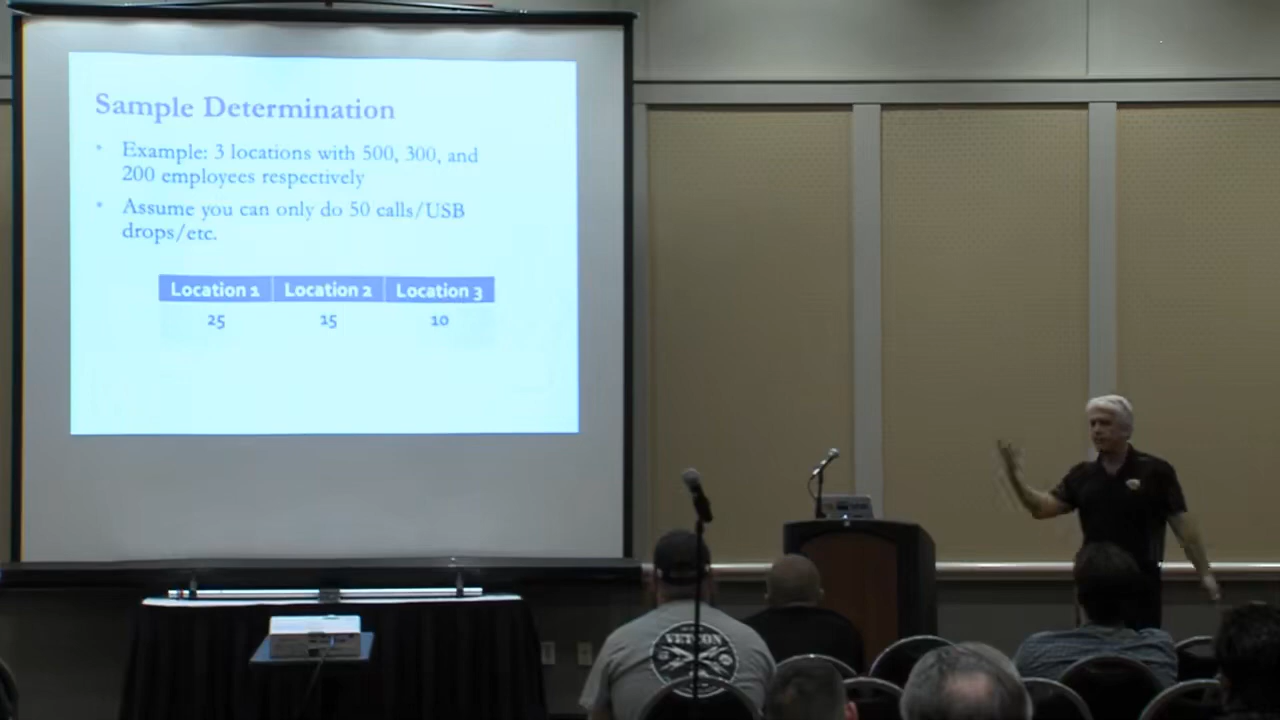 Sample Determination
• Example: 3 locations with 500, 300, and
200 employees respectively
• Assume you can only do 50 calls/USB
drops/etc.
Location 1 Location 2 Location 3
25 15 10
VETCON